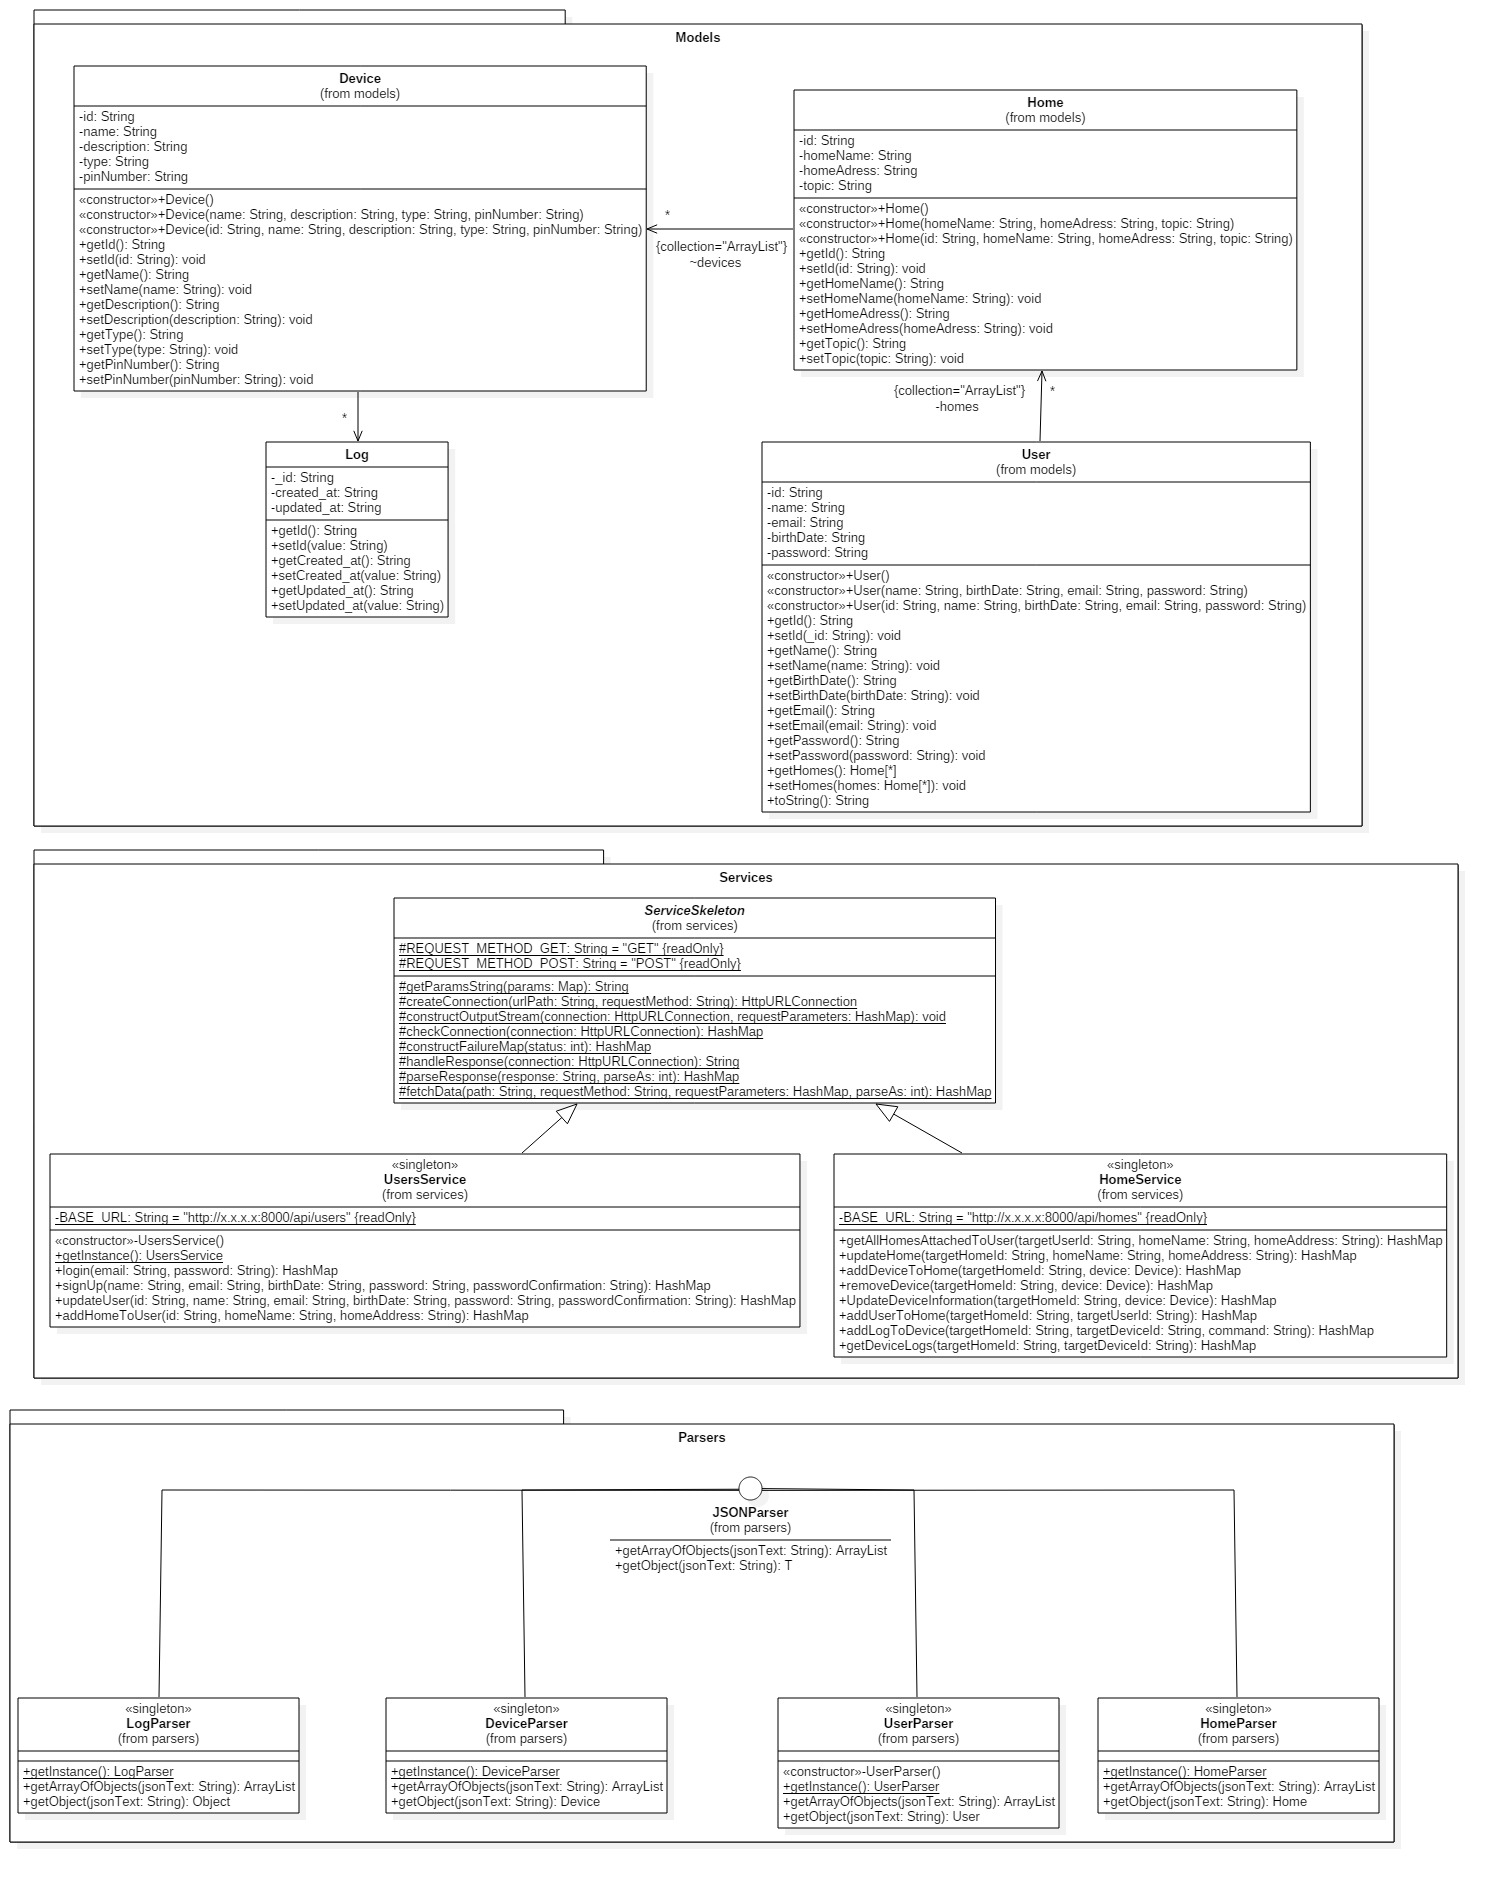 Models
Device
(from models)
-id: String
-name: String
-description: String
-type: String
-pinNumber: String
«constructor»+Device()
«constructor»+Device(name: String, description: String, type: String, pinNumber: String)
«constructor»+Device(id: String, name: String, description: String, type: String, pinNumber: String)
+getId(): String
+setId(id: String): void
+getName(): String
+setName(name: String): void
+getDescription(): String
+setDescription(description: String): void
+getType(): String
+setType(type: String): void
+getPinNumber(): String
+setPinNumber(pinNumber: String): void
*
{collection="ArrayList"}
~devices
Home
(from models)
-id: String
-homeName: String
-homeAdress: String
-topic: String
«constructor»+Home()
«constructor»+Home(homeName: String, homeAdress: String, topic: String)
«constructor»+Home(id: String, homeName: String, homeAdress: String, topic: String)
+getId(): String
+setId(id: String): void
+getHomeName(): String
+setHomeName(homeName: String): void
+getHomeAdress(): String
+setHomeAdress(homeAdress: String): void
+getTopic(): String
+setTopic(topic: String): void
*
{collection="ArrayList"}
*
-homes
Log
-_id: String
-created_at: String
-updated_at: String
+getId(): String
+setId(value: String)
+getCreated_at(): String
+setCreated_at(value: String)
+getUpdated_at(): String
+setUpdated_at(value: String)
User
(from models)
-id: String
-name: String
-email: String
-birthDate: String
-password: String
«constructor»+User()
«constructor»+User(name: String, birthDate: String, email: String, password: String)
«constructor»+User(id: String, name: String, birthDate: String, email: String, password: String)
+getId(): String
+setId(_id: String): void
+getName(): String
+setName(name: String): void
+getBirthDate(): String
+setBirthDate(birthDate: String): void
+getEmail(): String
+setEmail(email: String): void
+getPassword(): String
+setPassword(password: String): void
+getHomes(): Home[*]
+setHomes(homes: Home[*]): void
+toString(): String
Services
ServiceSkeleton
(from services)
#REQUEST_METHOD_GET: String = "GET" {readOnly}
#REQUEST_METHOD_POST: String = "POST" {readOnly}
#getParamsString(params: Map): String
#createConnection(urlPath: String, requestMethod: String): HttpURLConnection
#constructOutputStream(connection: HttpURLConnection, requestParameters: HashMap): void
#checkConnection(connection: HttpURLConnection): HashMap
#constructFailureMap(status: int): HashMap
#handleResponse(connection: HttpURLConnection): String
#parseResponse(response: String, parseAs: int): HashMap
#fetchData(path: String, requestMethod: String, requestParameters: HashMap, parseAs: int): HashMap
«singleton»
UsersService
(from services)
-BASE_URL: String = "http://x.x.x.x:8000/api/users" {readOnly}
«constructor»-UsersService()
+getInstance(): UsersService
+login(email: String, password: String): HashMap
+signUp(name: String, email: String, birthDate: String, password: String, passwordConfirmation: String): HashMap
+updateUser(id: String, name: String, email: String, birthDate: String, password: String, passwordConfirmation: String): HashMap
+addHomeToUser(id: String, homeName: String, homeAddress: String): HashMap
«singleton»
HomeService
(from services)
-BASE_URL: String = "http://x.x.x.x:8000/api/homes" {readOnly}
+getAllHomesAttachedToUser(targetUserId: String, homeName: String, homeAddress: String): HashMap
+updateHome(targetHomeId: String, homeName: String, homeAddress: String): HashMap
+addDeviceToHome(targetHomeId: String, device: Device): HashMap
+removeDevice(targetHomeId: String, device: Device): HashMap
+UpdateDeviceInformation(targetHomeId: String, device: Device): HashMap
+addUserToHome(targetHomeId: String, targetUserId: String): HashMap
+addLogToDevice(targetHomeId: String, targetDeviceId: String, command: String): HashMap
+getDeviceLogs(targetHomeId: String, targetDeviceId: String): HashMap
Parsers
JSONParser
(from parsers)
+getArrayOfObjects(jsonText: String): ArrayList
+getObject(jsonText: String): T
«singleton»
LogParser
(from parsers)
+getInstance(): LogParser
+getArrayOfObjects(jsonText: String): ArrayList
+getObject(jsonText: String): Object
«singleton»
DeviceParser
(from parsers)
+getInstance(): DeviceParser
+getArrayOfObjects(jsonText: String): ArrayList
+getObject(jsonText: String): Device
«singleton»
UserParser
(from parsers)
«constructor»-UserParser()
+getInstance(): UserParser
+getArrayOfObjects(jsonText: String): ArrayList
+getObject(jsonText: String): User
«singleton»
HomeParser
(from parsers)
+getInstance(): HomeParser
+getArrayOfObjects(jsonText: String): ArrayList
+getObject(jsonText: String): Home